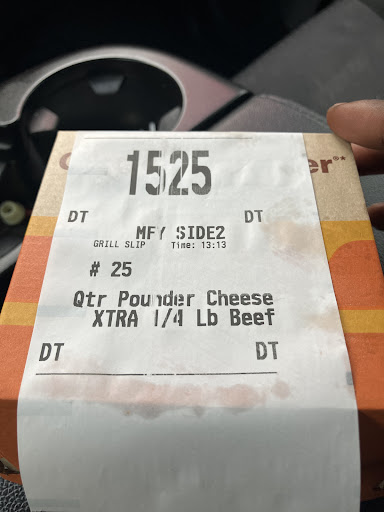 1525
DT DT
MFY SIDE2
GRILL SLIP Time: 13:13
# 25
Qtr Pounder Cheese
XTRA 1/4 Lb Beef
DT DT